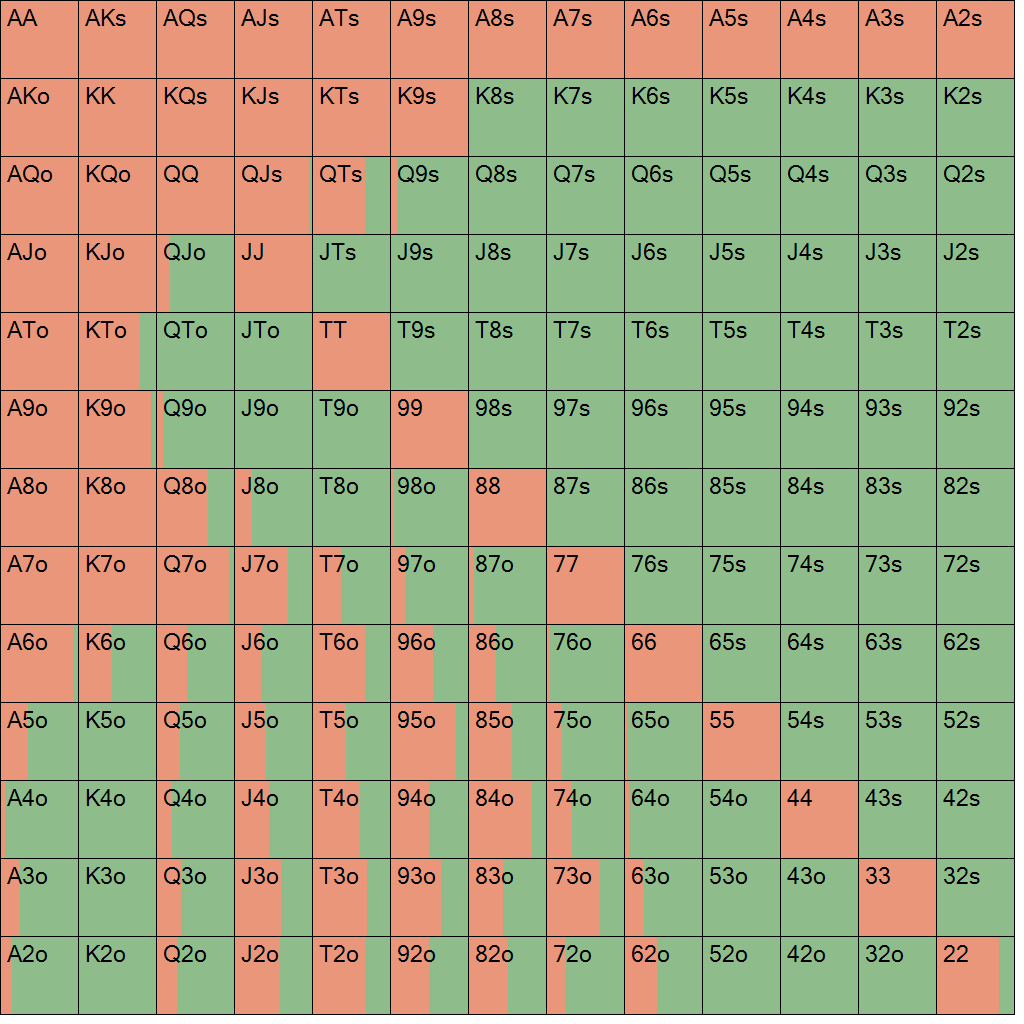 AA AKs AQs AJs ATs A9s A8s A7s A6s A5s A4s A3s A2s
AKo KK KQs KJs KTs K9s K8s K7s K6s K5s K4s K3s K2s
AQo KQo QQ QJs QTs Q9s Q8s Q7s Q6s Q5s Q4s Q3s Q2s
AJo KJo QJo JJ JTs J9s J8s J7s J6s J5s J4s J3s J2s
ATo KTo QTo JTo TT T9s T8s T7s T6s T5s T4s T3s T2s
A9o K9o Q9o J9o T9o 99 98s 97s 96s 95s 94s 93s 92s
A8o K8o Q8o J8o T8o 98o 88 87s 86s 85s 84s 83s 82s
A7o K7o Q7o J7o T7o 97o 87o 77 76s 75s 74s 73s 72s
A6o K6o Q6o J6o T6o 96o 86o 76o 66 65s 64s 63s 62s
A5o K5o Q5o J5o T5o 95o 85o 75o 65o 55 54s 53s 52s
A4o K4o Q4o J4o T4o 94o 84o 74o 64o 54o 44 43s 42s
A3o K3o Q3o J3o T3o 93o 83o 73o 63o 53o 43o 33 32s
A2o K2o Q2o J2o T2o 92o 82o 72o 62o 52o 42o 32o 22